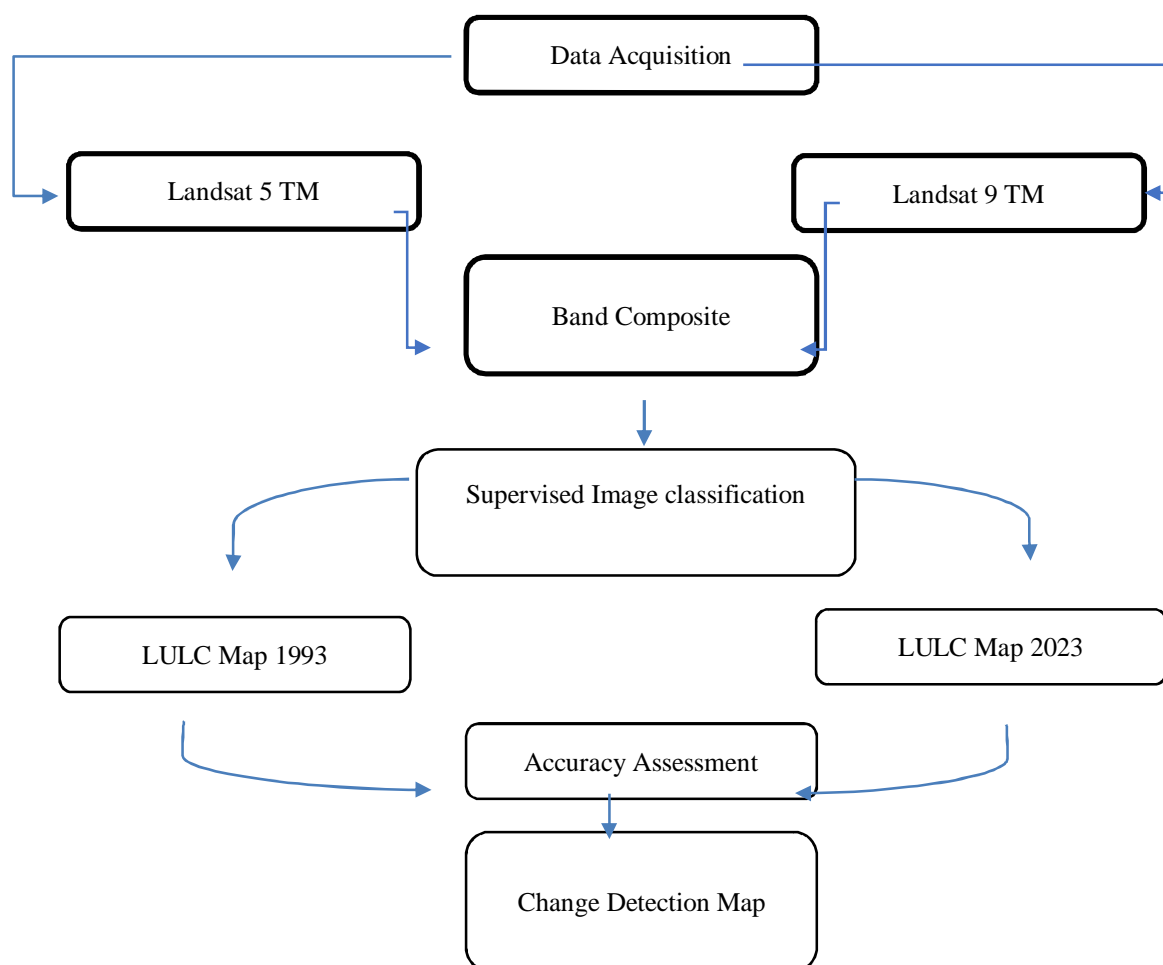 Data Acquisition
Landsat 5 TM
Landsat 9 TM
Band Composite
Supervised Image classification
LULC Map 1993
LULC Map 2023
Accuracy Assessment
Change Detection Map